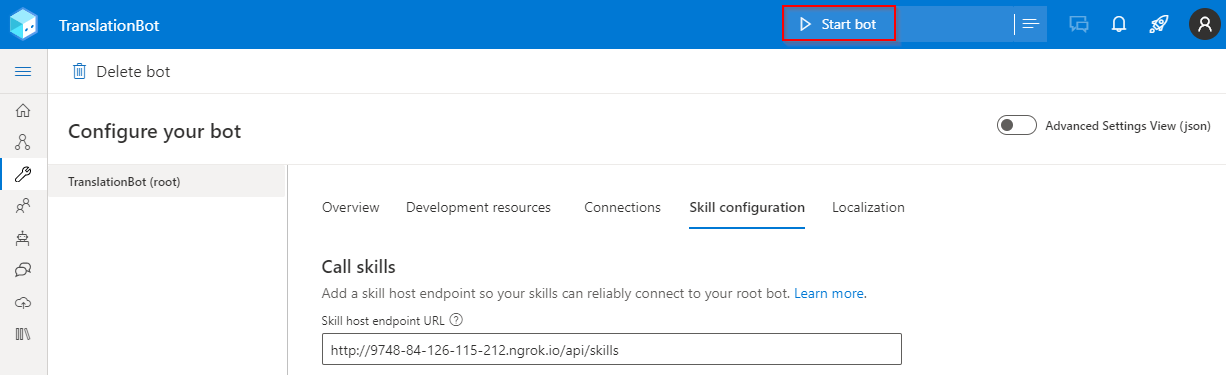 TranslationBot
Start bot
Delete bot
Configure your bot
Advanced Settings View (json)
TranslationBot (root)
Overview Development resources Connections Skill configuration Localization
Call skills
Add a skill host endpoint so your skills can reliably connect to your root bot. Learn more.
Skill host endpoint URL ?
http://9748-84-126-115-212.ngrok.io/api/skills